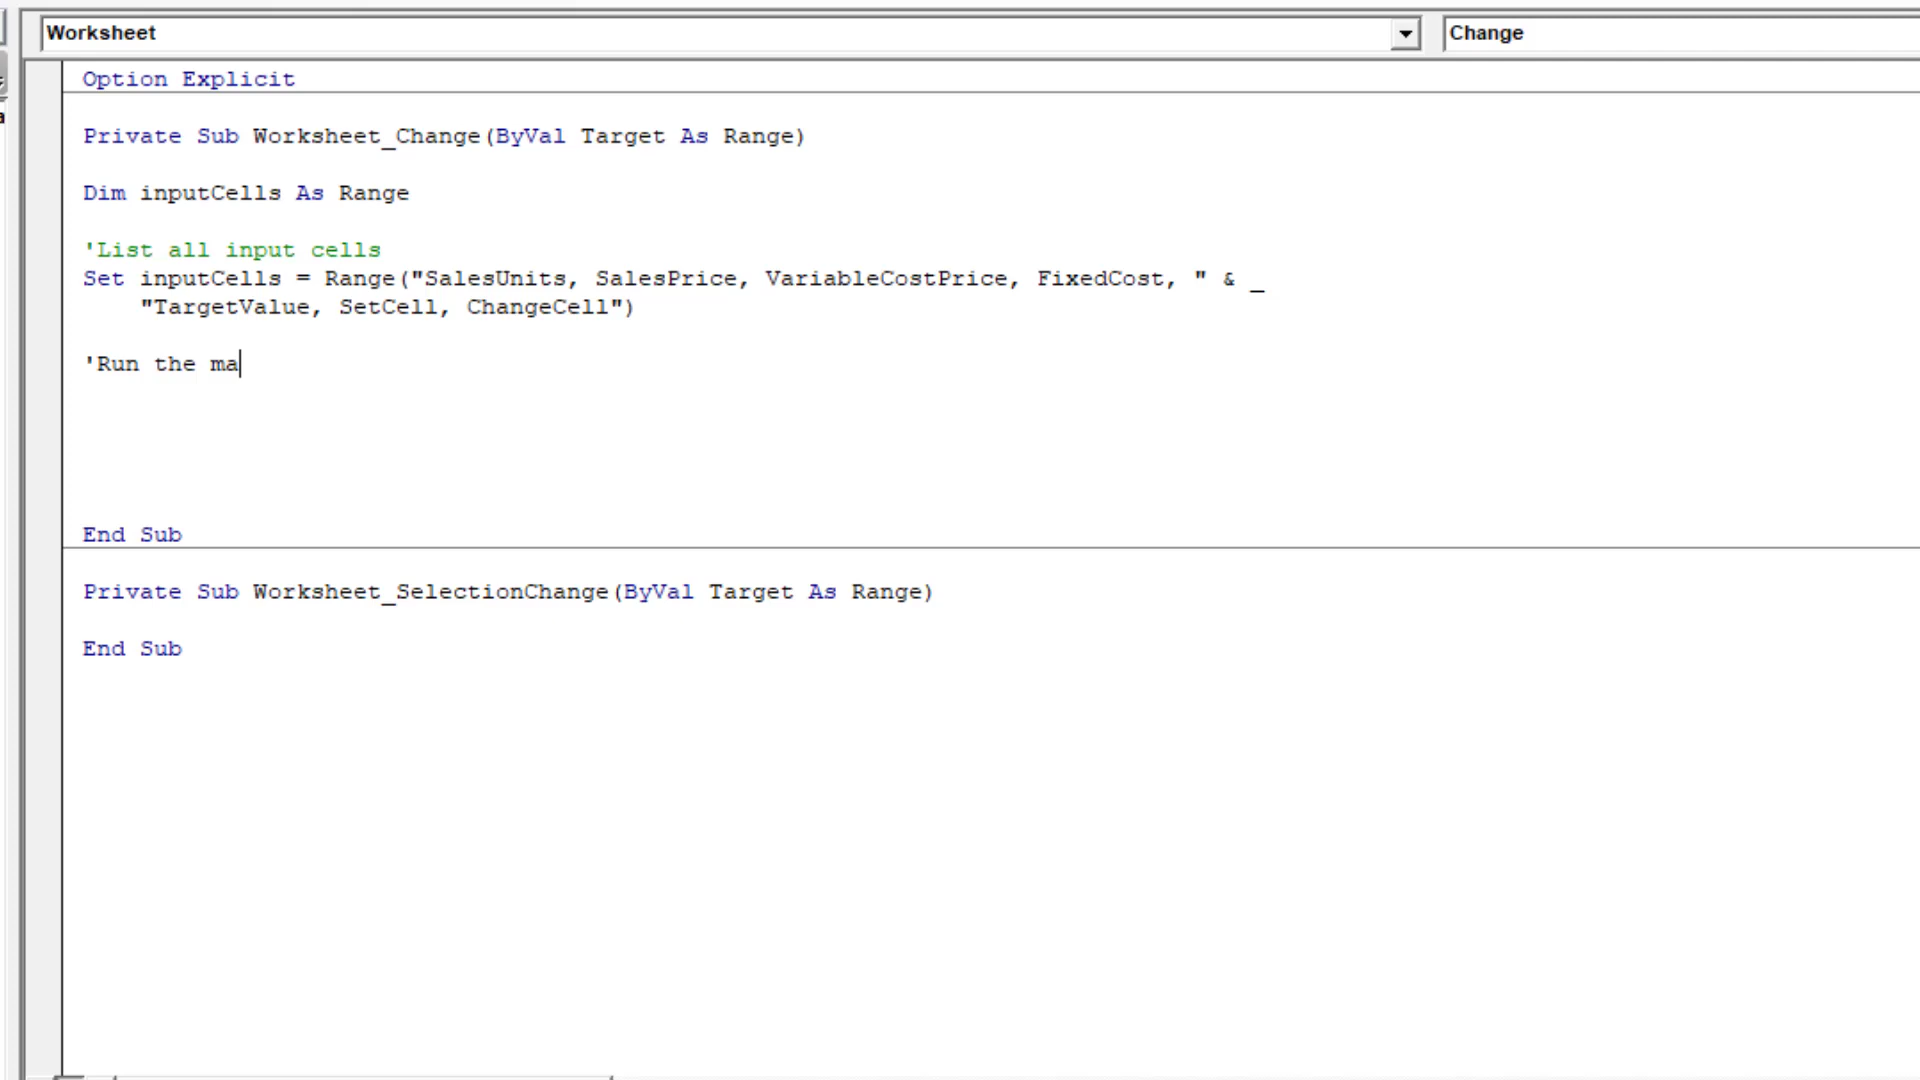 Worksheet
Change
Option Explicit
Private Sub Worksheet_Change(ByVal Target As Range)
Dim inputCells As Range
'List all input cells
Set inputCells = Range("SalesUnits, SalesPrice, VariableCostPrice, FixedCost, " & _
"TargetValue, SetCell, ChangeCell")
'Run the ma
End Sub
Private Sub Worksheet_SelectionChange(ByVal Target As Range)
End Sub